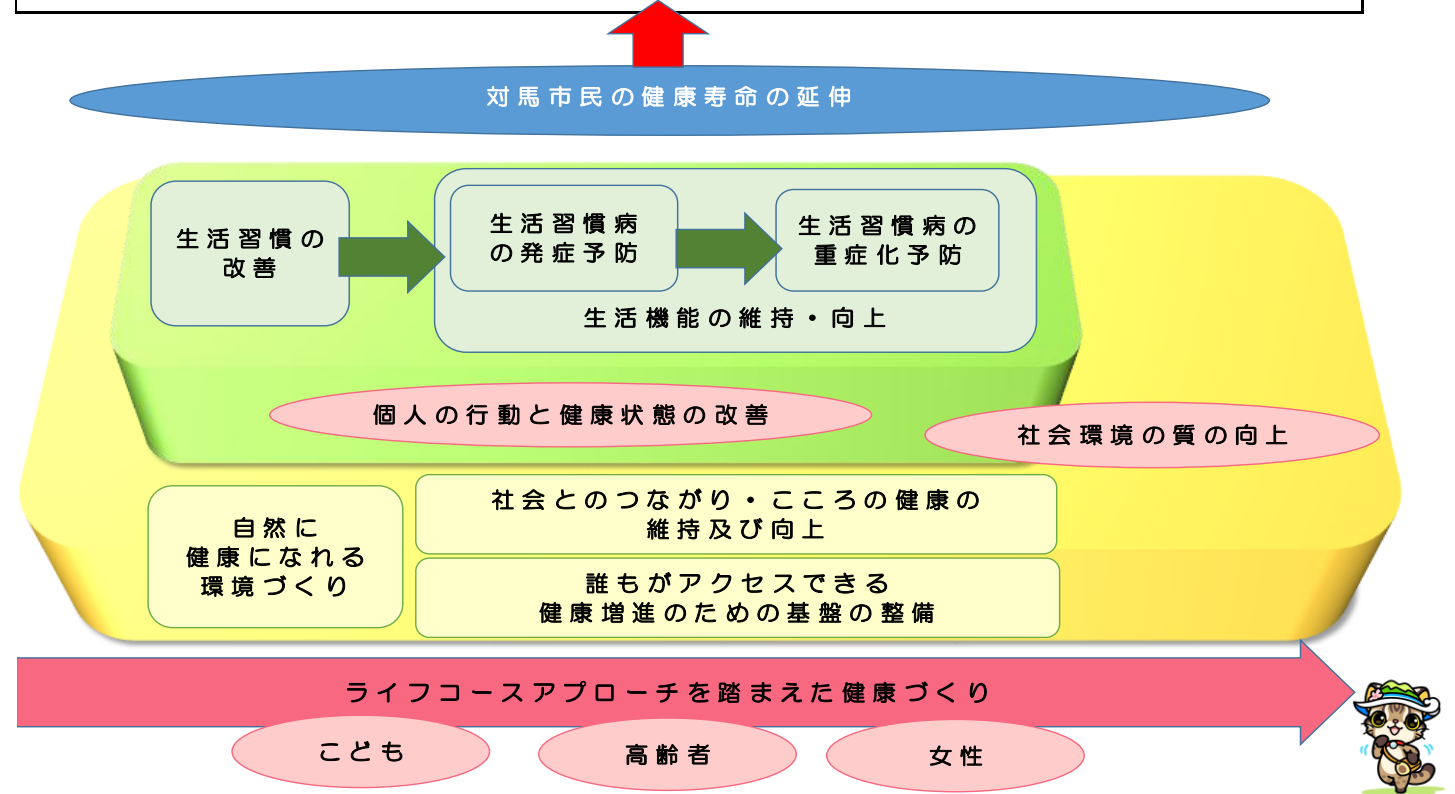 対馬市民の健康寿命の延伸
生活習慣の
改善
生活習慣病
の発症予防
生活習慣病の
重症化予防
生活機能の維持・向上
個人の行動と健康状態の改善
社会環境の質の向上
自然に
健康になれる
環境づくり
社会とのつながり・こころの健康の
維持及び向上
誰もがアクセスできる
健康増進のための基盤の整備
ライフコースアプローチを踏まえた健康づくり
こども
高齢者
女性